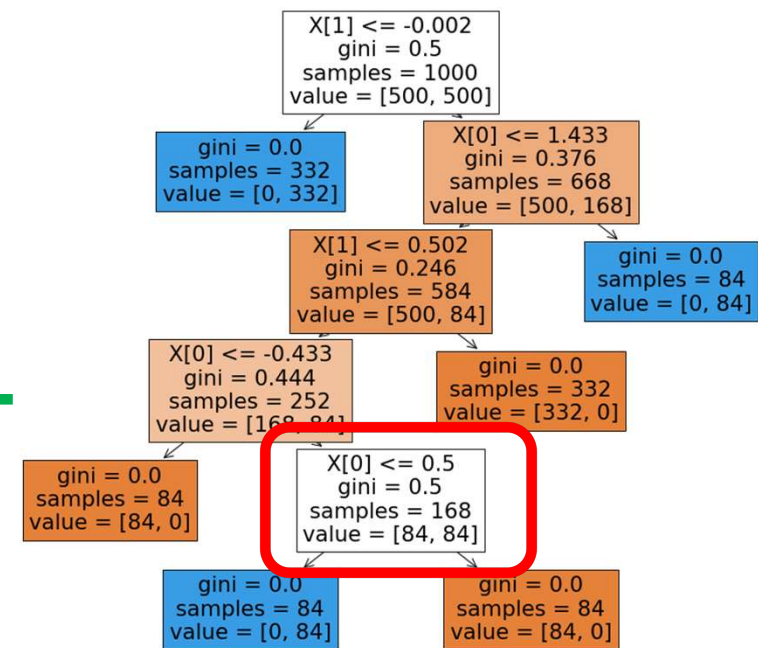 X[1] <= -0.002
gini = 0.5
samples = 1000
value = [500, 500]
gini = 0.0
samples = 332
value = [0, 332]
X[0] <= 1.433
gini = 0.376
samples = 668
value = [500, 168]
X[1] <= 0.502
gini = 0.246
samples = 584
value = [500, 84]
gini = 0.0
samples = 84
value = [0, 84]
X[0] <= -0.433
gini = 0.444
samples = 252
value = [168, 84]
gini = 0.0
samples = 332
value = [332, 0]
gini = 0.0
samples = 84
value = [84, 0]
X[0] <= 0.5
gini = 0.5
samples = 168
value = [84, 84]
gini = 0.0
samples = 84
value = [0, 84]
gini = 0.0
samples = 84
value = [84, 0]